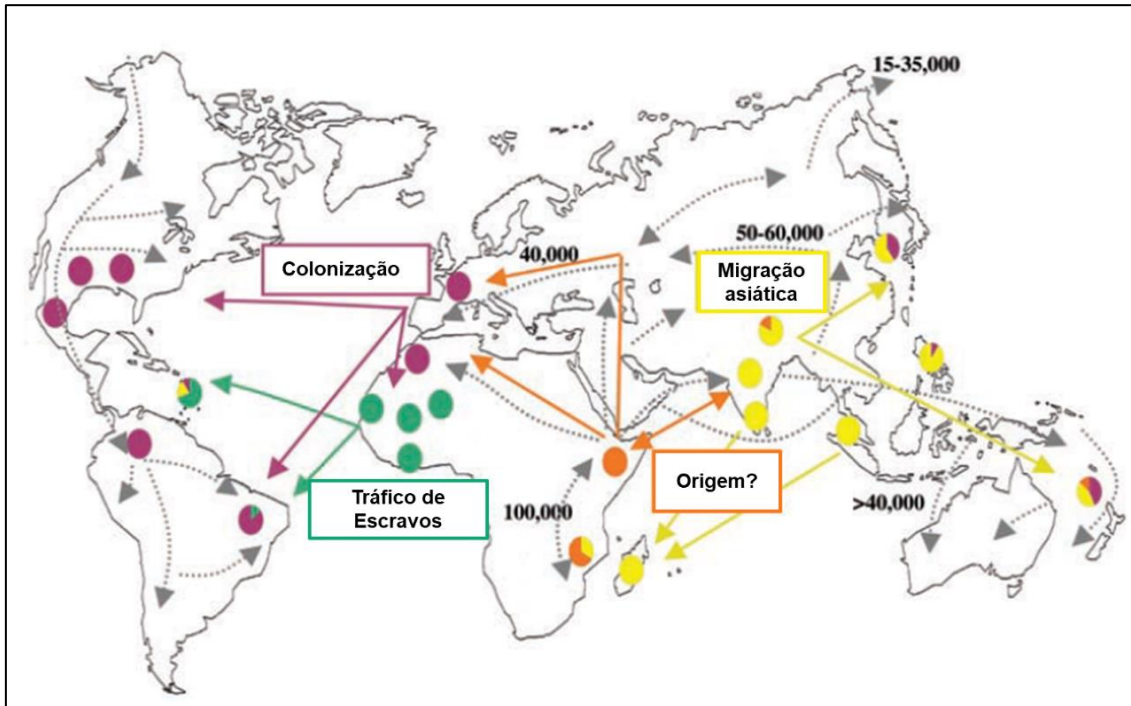 15-35,000
50-60,000
40,000
Colonização
Migração
asiática
Tráfico de
Escravos
Origem?
100,000
>40,000